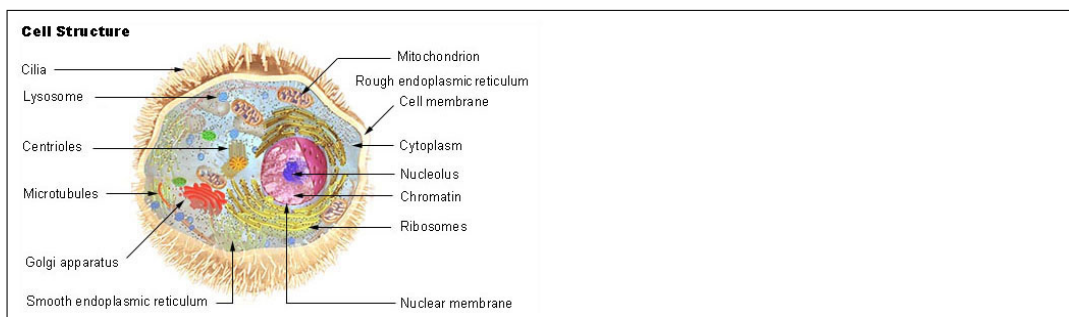 Cell Structure
Cilia
Lysosome
Centrioles
Microtubules
Golgi apparatus
Smooth endoplasmic reticulum
Mitochondrion
Rough endoplasmic reticulum
Cell membrane
Cytoplasm
Nucleolus
Chromatin
Ribosomes
Nuclear membrane